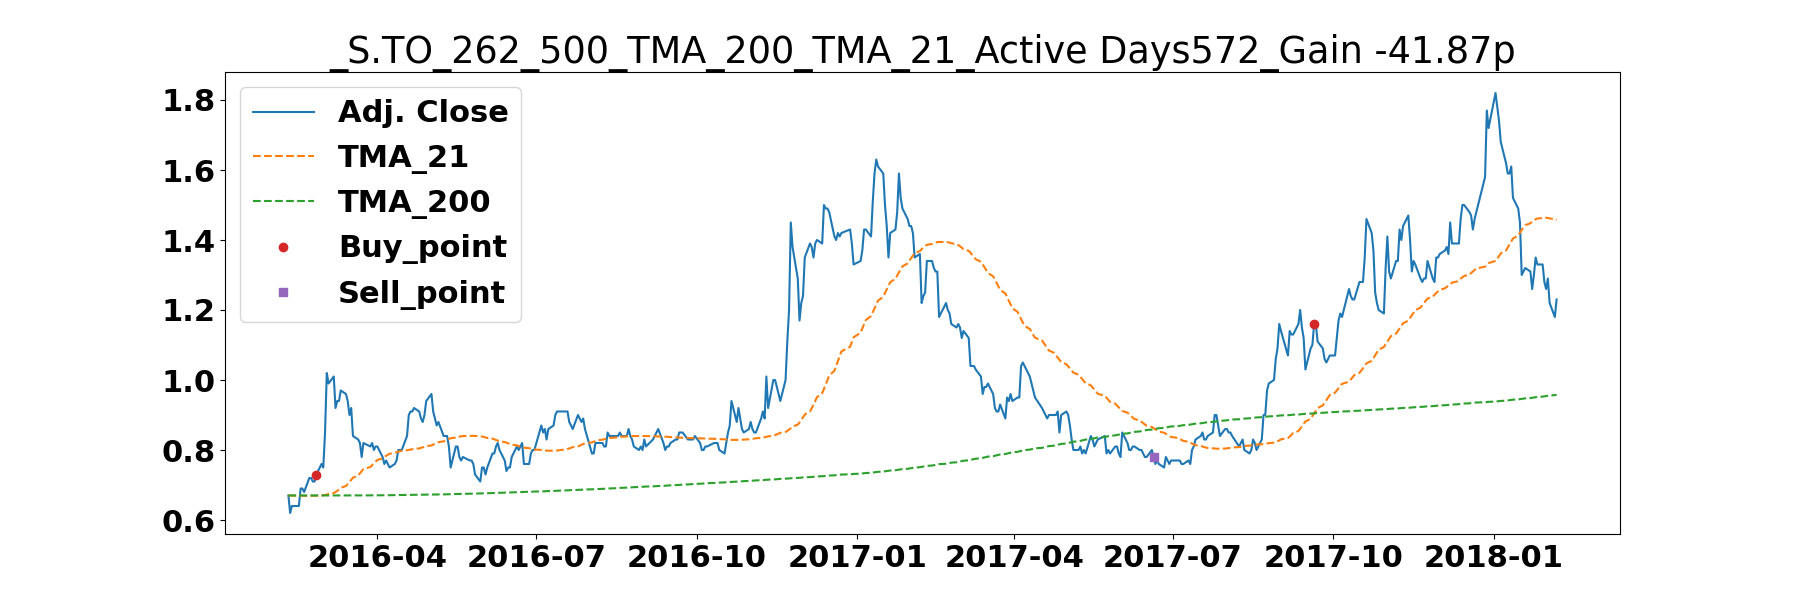 _S.TO_262_500_TMA_200_TMA_21_Active Days572_Gain -41.87p
Adj. Close
TMA_21
TMA_200
Buy_point
Sell_point
1.8
1.6
1.4
1.2
1.0
0.8
0.6
2016-04 2016-07 2016-10 2017-01 2017-04 2017-07 2017-10 2018-01